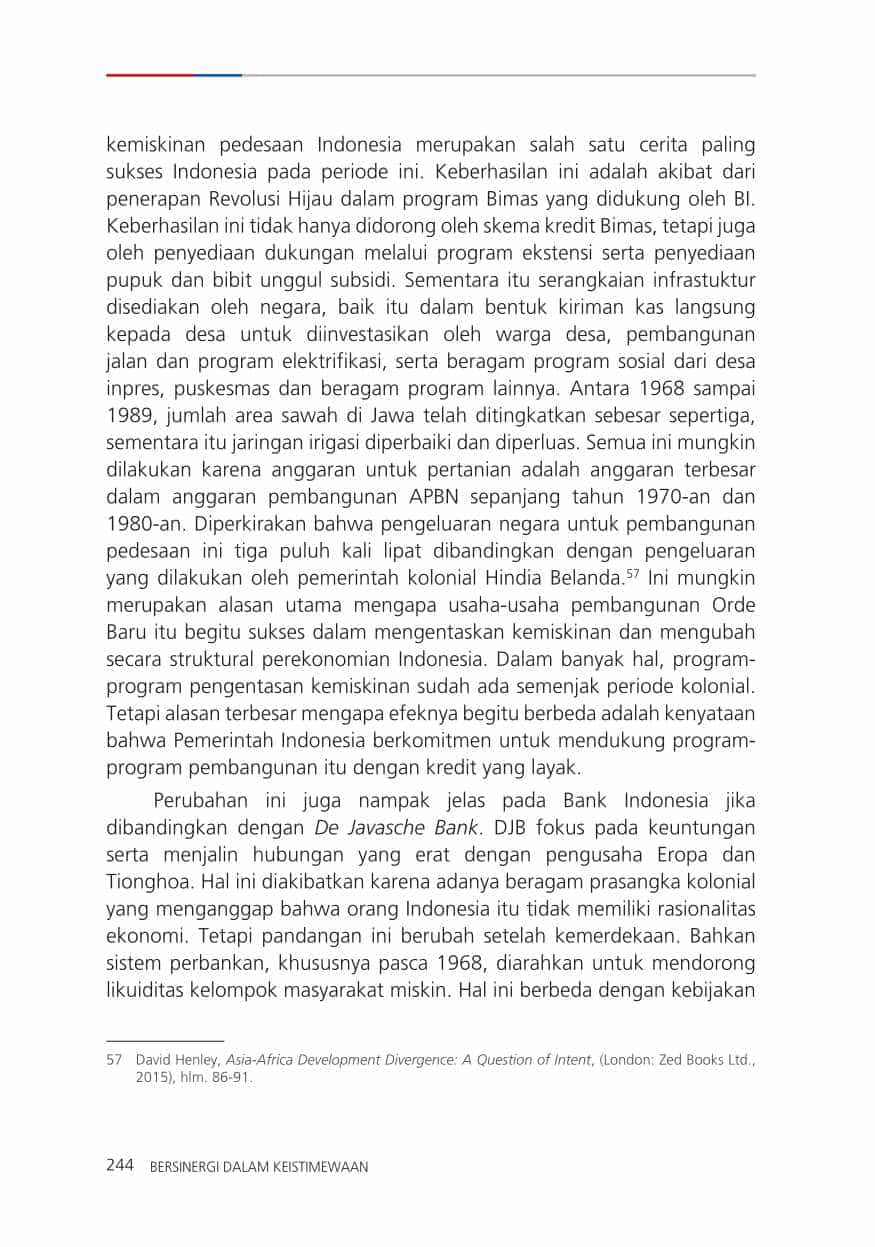 kemiskinan pedesaan Indonesia merupakan salah satu cerita paling
sukses Indonesia pada periode ini. Keberhasilan ini adalah akibat dari
penerapan Revolusi Hijau dalam program Bimas yang didukung oleh BI.
Keberhasilan ini tidak hanya didorong oleh skema kredit Bimas, tetapi juga
oleh penyediaan dukungan melalui program ekstensi serta penyediaan
pupuk dan bibit unggul subsidi. Sementara itu serangkaian infrastuktur
disediakan oleh negara, baik itu dalam bentuk kiriman kas langsung
kepada desa untuk diinvestasikan oleh warga desa, pembangunan
jalan dan program elektrifikasi, serta beragam program sosial dari desa
inpres, puskesmas dan beragam program lainnya. Antara 1968 sampai
1989, jumlah area sawah di Jawa telah ditingkatkan sebesar sepertiga,
sementara itu jaringan irigasi diperbaiki dan diperluas. Semua ini mungkin
dilakukan karena anggaran untuk pertanian adalah anggaran terbesar
dalam anggaran pembangunan APBN sepanjang tahun 1970-an dan
1980-an. Diperkirakan bahwa pengeluaran negara untuk pembangunan
pedesaan ini tiga puluh kali lipat dibandingkan dengan pengeluaran
yang dilakukan oleh pemerintah kolonial Hindia Belanda.57 Ini mungkin
merupakan alasan utama mengapa usaha-usaha pembangunan Orde
Baru itu begitu sukses dalam mengentaskan kemiskinan dan mengubah
secara struktural perekonomian Indonesia. Dalam banyak hal, program-
program pengentasan kemiskinan sudah ada semenjak periode kolonial.
Tetapi alasan terbesar mengapa efeknya begitu berbeda adalah kenyataan
bahwa Pemerintah Indonesia berkomitmen untuk mendukung program-
program pembangunan itu dengan kredit yang layak.
Perubahan ini juga nampak jelas pada Bank Indonesia jika
dibandingkan dengan De Javasche Bank. DJB fokus pada keuntungan
serta menjalin hubungan yang erat dengan pengusaha Eropa dan
Tionghoa. Hal ini diakibatkan karena adanya beragam prasangka kolonial
yang menganggap bahwa orang Indonesia itu tidak memiliki rasionalitas
ekonomi. Tetapi pandangan ini berubah setelah kemerdekaan. Bahkan
sistem perbankan, khususnya pasca 1968, diarahkan untuk mendorong
likuiditas kelompok masyarakat miskin. Hal ini berbeda dengan kebijakan
57 David Henley, Asia-Africa Development Divergence: A Question of Intent, (London: Zed Books Ltd.,
2015), hlm. 86-91.
244 BERSINERGI DALAM KEISTIMEWAAN